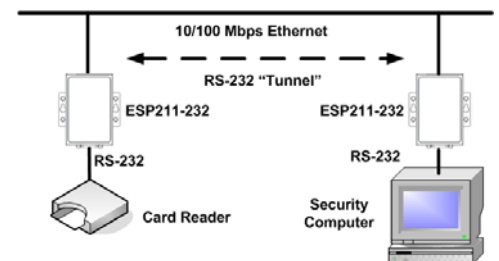 10/100 Mbps Ethernet
RS-232 “Tunnel”
ESP211-232
ESP211-232
RS-232
RS-232
Card Reader
Security
Computer